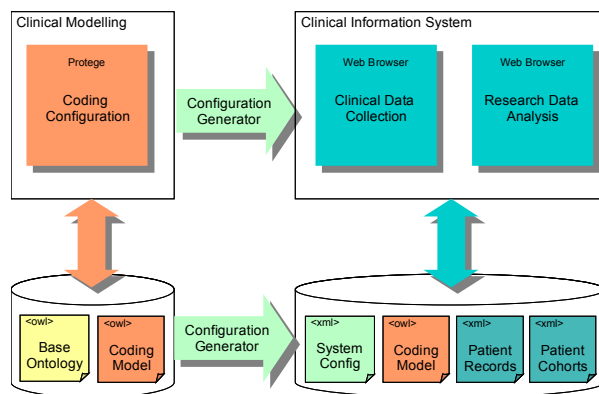 Clinical Modelling
Protege
Coding
Configuration
Configuration
Generator
Clinical Information System
Web Browser
Clinical Data
Collection
Web Browser
Research Data
Analysis
<owl>
Base
Ontology
<owl>
Coding
Model
Configuration
Generator
<xml>
System
Config
<owl>
Coding
Model
<xml>
Patient
Records
<xml>
Patient
Cohorts